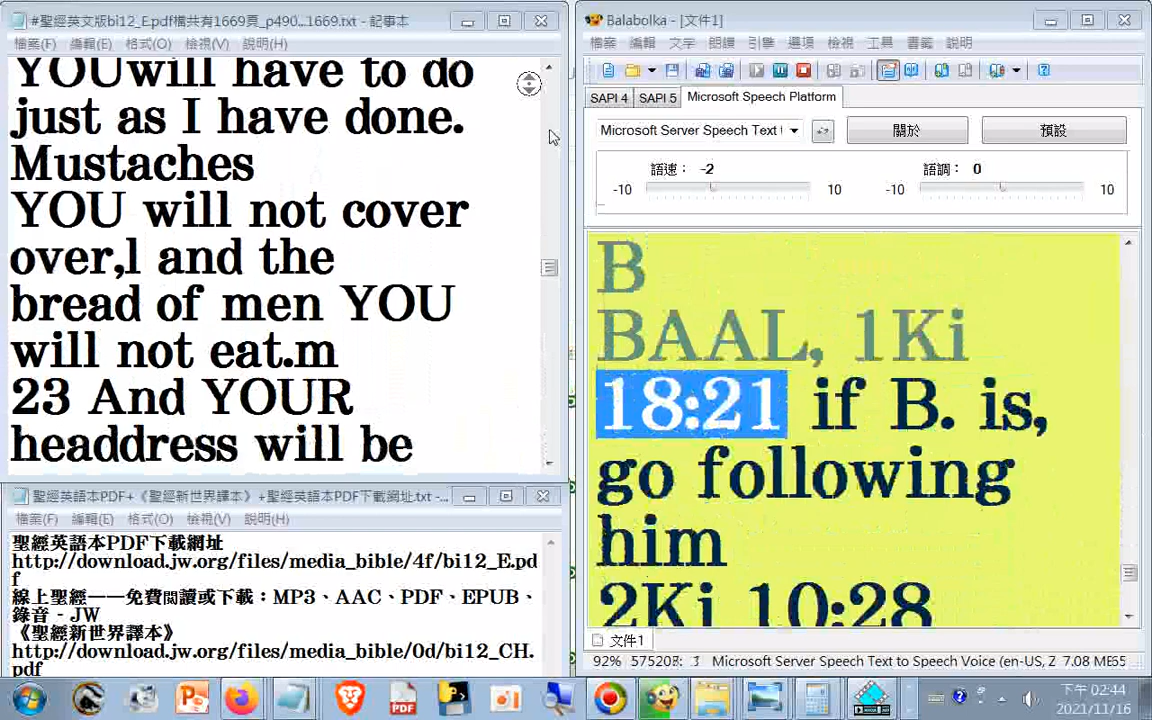 #聖經英文版bi12_E.pdf檔共有1669頁_p490...1669.txt - 記事本
檔案(F) 編輯(E) 格式(O) 檢視(V) 說明(H)
YOUwill have to do
just as I have done.
Mustaches
YOU will not cover
over,l and the
bread of men YOU
will not eat.m
23 And YOUR
headdress will be
聖經英語本PDF+《聖經新世界譯本》+聖經英語本PDF下載網址.txt -...
檔案(F) 編輯(E) 格式(O) 檢視(V) 說明(H)
聖經英語本PDF下載網址
http://download.jw.org/files/media_bible/4f/bi12_E.pd
f
線上聖經——免費閱讀或下載：MP3、AAC、PDF、EPUB、
錄音 - JW
《聖經新世界譯本》
http://download.jw.org/files/media_bible/0d/bi12_CH.
pdf
Balabolka - [文件1]
檔案 編輯 文字 朗讀 引擎 選項 檢視 工具 書籤 說明
SAPI 4 SAPI 5 Microsoft Speech Platform
Microsoft Server Speech Text 關於 預設
語速： -2 語調： 0
-10 10 -10 10
B
BAAL, 1Ki
18:21 if B. is,
go following
him
2Ki 10:28
文件1
92% Microsoft Server Speech Text to Speech Voice (en-US, Z 7.08 MB
PDF
下午 02:44
2021/11/16